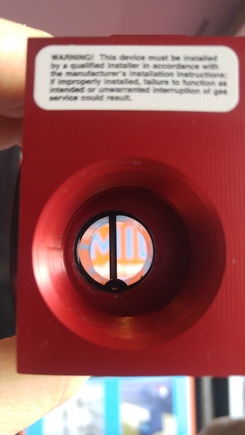 WARNING! This device must be installed
by a qualified installer in accordance with
the manufacturer's installation instructions;
if improperly installed, failure to function as
intended or unwarranted interruption of gas
service could result.